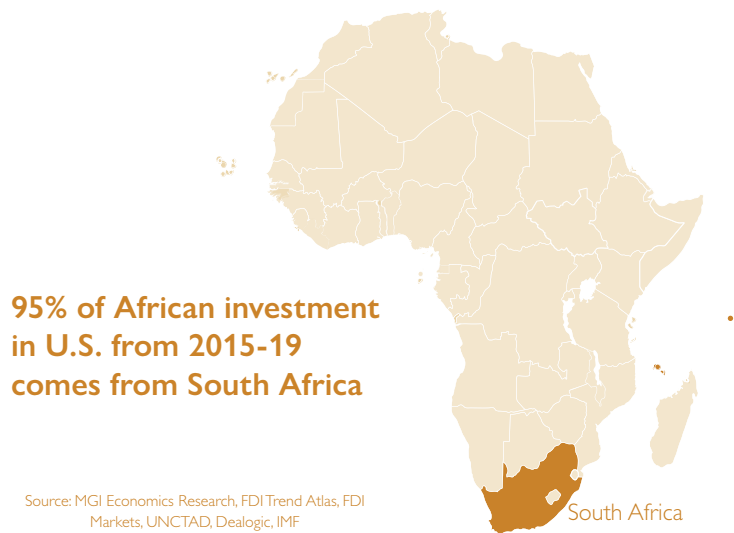 95% of African investment
in U.S. from 2015-19
comes from South Africa
Source: MGI Economics Research, FDI Trend Atlas, FDI
Markets, UNCTAD, Dealogic, IMF
South Africa